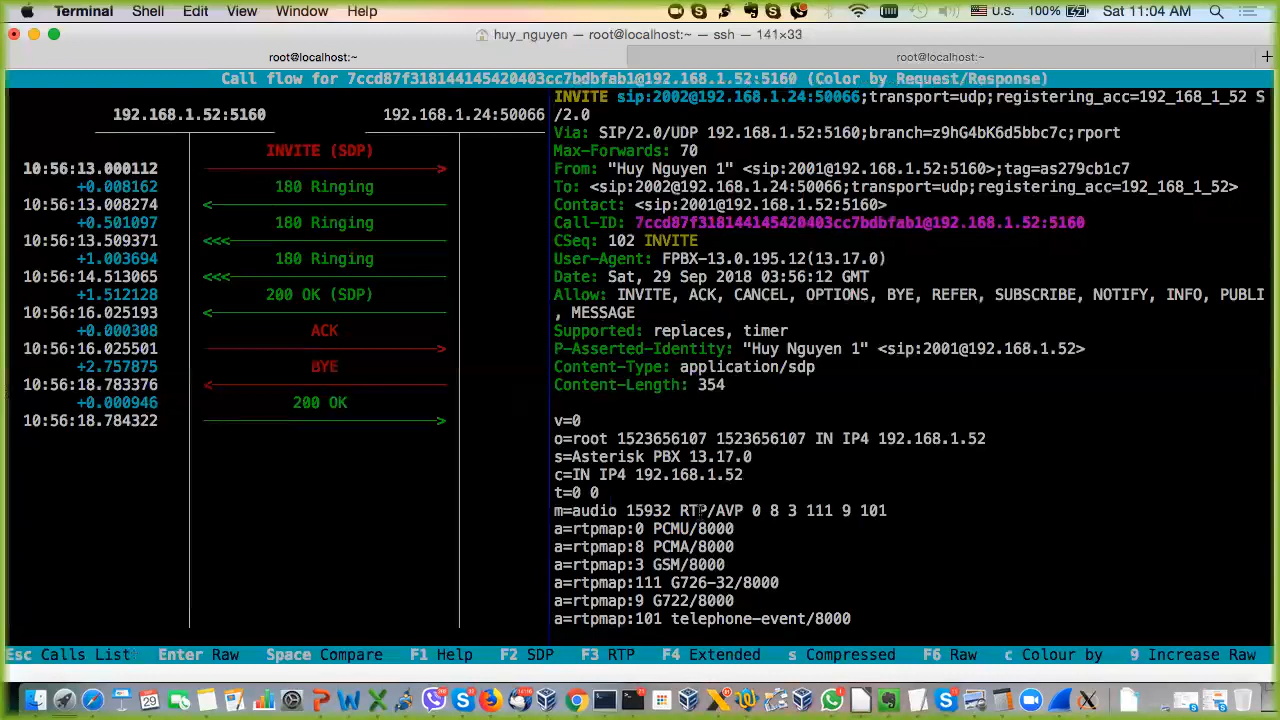 Terminal Shell Edit View Window Help U.S. 100% Sat 11:04 AM
huy_nguyen — root@localhost:~ — ssh — 141×33
root@localhost:~ root@localhost:~ +
Call flow for 7ccd87f318144145420403cc7bdbfab1@192.168.1.52:5160 (Color by Request/Response)
192.168.1.52:5160 192.168.1.24:50066
INVITE (SDP)
10:56:13.000112
+0.008162 180 Ringing
10:56:13.008274
+0.501097 180 Ringing
10:56:13.509371
+1.003694 180 Ringing
10:56:14.513065
+1.512128 200 OK (SDP)
10:56:16.025193
+0.000308 ACK
10:56:16.025501
+2.757875 BYE
10:56:18.783376
+0.000946 200 OK
10:56:18.784322
INVITE sip:2002@192.168.1.24:50066;transport=udp;registering_acc=192_168_1_52 S
/2.0
Via: SIP/2.0/UDP 192.168.1.52:5160;branch=z9hG4bK6d5bbc7c;rport
Max-Forwards: 70
From: "Huy Nguyen 1" <sip:2001@192.168.1.52:5160>;tag=as279cb1c7
To: <sip:2002@192.168.1.24:50066;transport=udp;registering_acc=192_168_1_52>
Contact: <sip:2001@192.168.1.52:5160>
Call-ID: 7ccd87f318144145420403cc7bdbfab1@192.168.1.52:5160
CSeq: 102 INVITE
User-Agent: FPBX-13.0.195.12(13.17.0)
Date: Sat, 29 Sep 2018 03:56:12 GMT
Allow: INVITE, ACK, CANCEL, OPTIONS, BYE, REFER, SUBSCRIBE, NOTIFY, INFO, PUBLI
, MESSAGE
Supported: replaces, timer
P-Asserted-Identity: "Huy Nguyen 1" <sip:2001@192.168.1.52>
Content-Type: application/sdp
Content-Length: 354
v=0
o=root 1523656107 1523656107 IN IP4 192.168.1.52
s=Asterisk PBX 13.17.0
c=IN IP4 192.168.1.52
t=0 0
m=audio 15932 RTP/AVP 0 8 3 111 9 101
a=rtpmap:0 PCMU/8000
a=rtpmap:8 PCMA/8000
a=rtpmap:3 GSM/8000
a=rtpmap:111 G726-32/8000
a=rtpmap:9 G722/8000
a=rtpmap:101 telephone-event/8000
Esc Calls List Enter Raw Space Compare F1 Help F2 SDP F3 RTP F4 Extended s Compressed F6 Raw c Colour by 9 Increase Raw